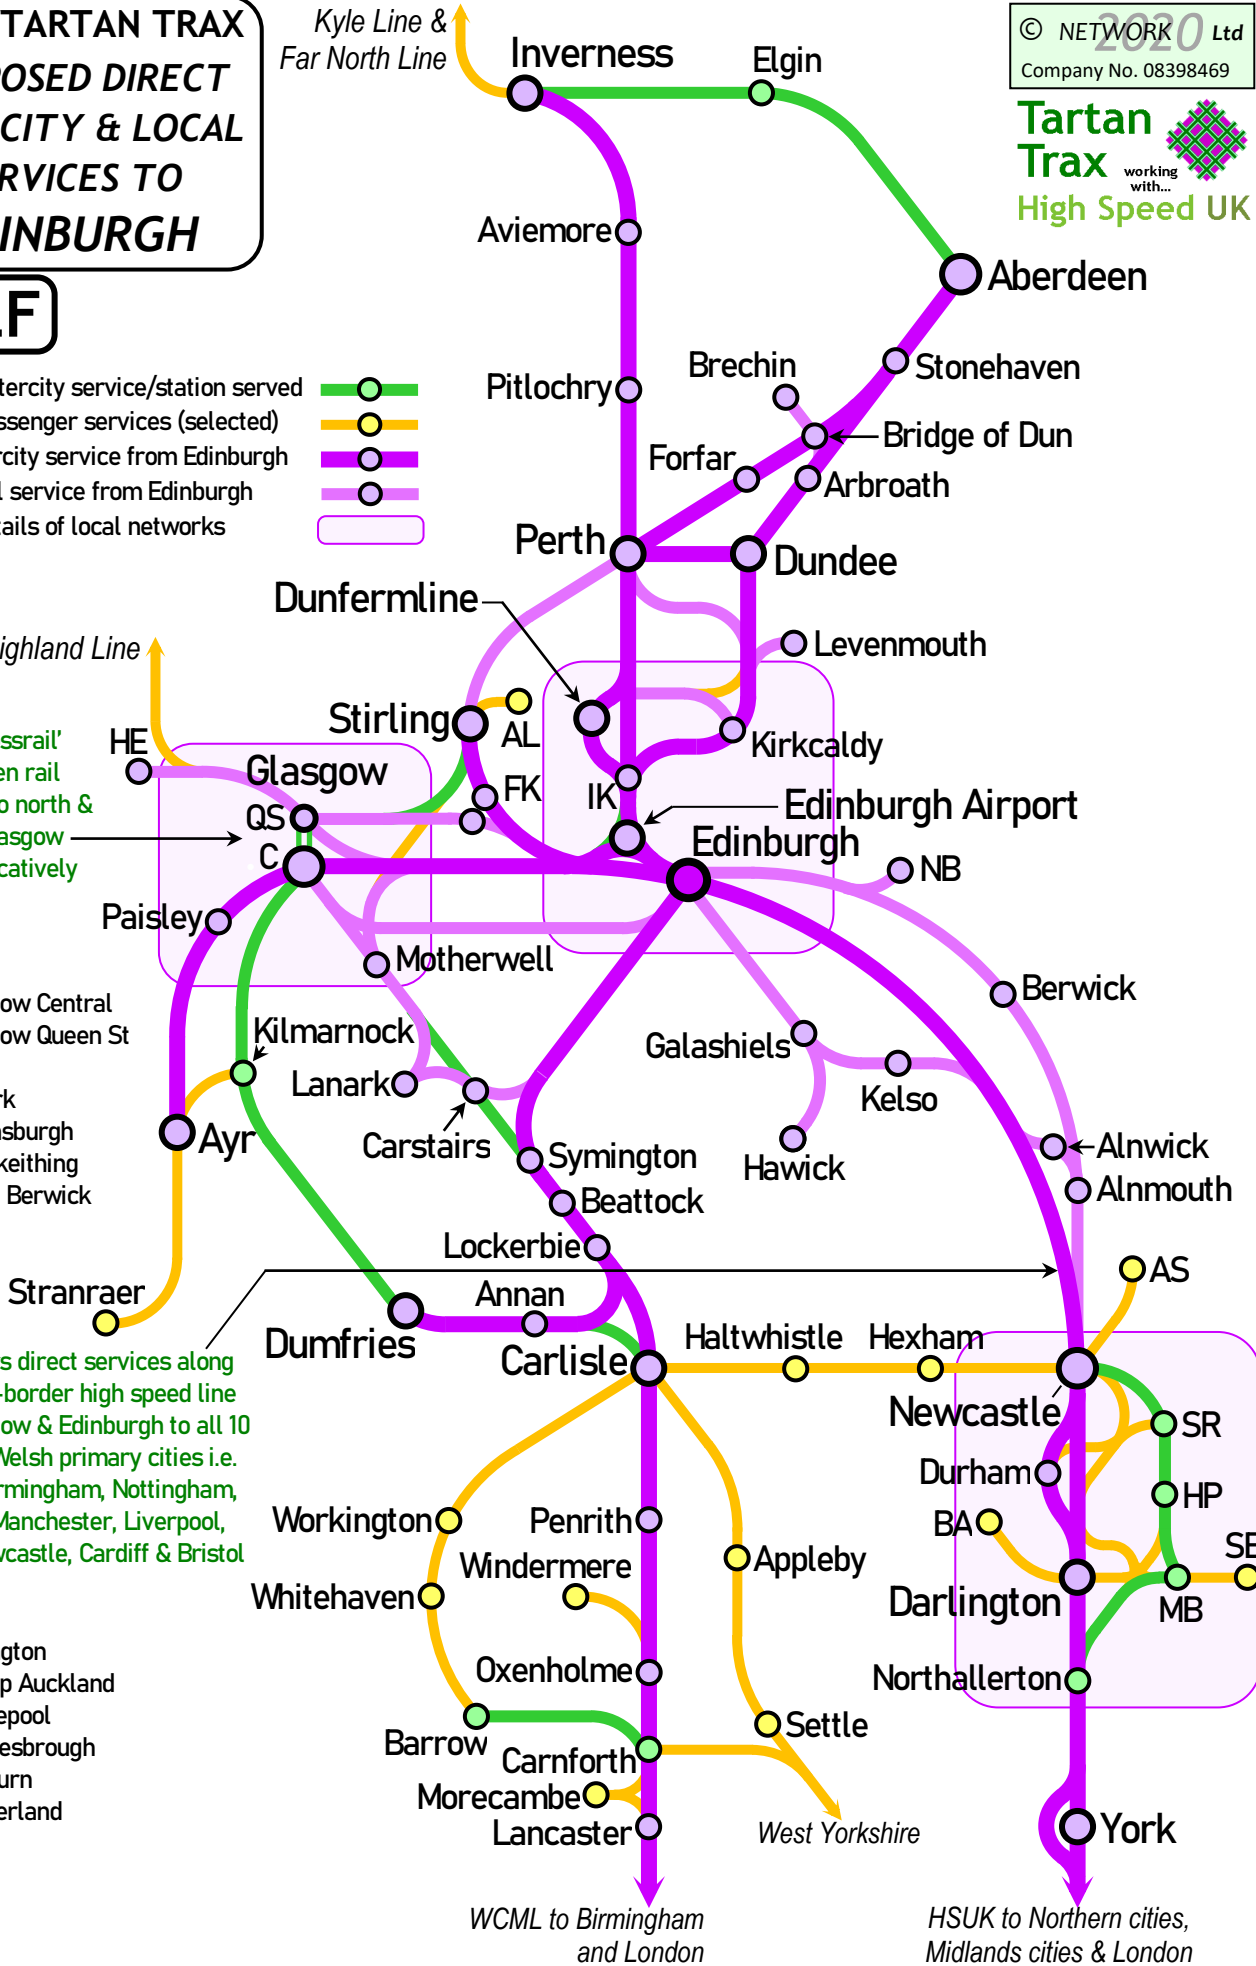 TARTAN TRAX
POSED DIRECT
CITY & LOCAL
RVICES TO
INBURGH
LF
Kyle Line &
Far North Line
© NETWORK 2020 Ltd
Company No. 08398469
Tartan
Trax
working
with...
High Speed UK
Inverness
Elgin
Aviemore
Aberdeen
Stonehaven
Brechin
Pitlochry
Bridge of Dun
Forfar
Arbroath
tercity service/station served
ssenger services (selected)
rcity service from Edinburgh
l service from Edinburgh
tails of local networks
Perth
Dundee
Dunfermline
Levenmouth
ighland Line
Stirling
AL
Kirkcaldy
HE
Glasgow
FK
IK
QS
C
Edinburgh Airport
Edinburgh
NB
ssrail’
en rail
o north &
lasgow
catively
Paisley
Motherwell
Berwick
ow Central
ow Queen St
Kilmarnock
Galashiels
Lanark
Kelso
rk
nsburgh
keithing
Berwick
Ayr
Carstairs
Symington
Hawick
Alnwick
Beattock
Alnmouth
Lockerbie
AS
Stranraer
Annan
Dumfries
Carlisle
Haltwhistle
Hexham
Newcastle
SR
s direct services along
-border high speed line
ow & Edinburgh to all 10
Welsh primary cities i.e.
rmingham, Nottingham,
Manchester, Liverpool,
wcastle, Cardiff & Bristol
Durham
HP
BA
SE
Workington
Penrith
Windermere
Appleby
Whitehaven
Darlington
MB
Oxenholme
Northallerton
Barrow
Carnforth
Settle
Morecambe
Lancaster
West Yorkshire
York
gton
p Auckland
epool
esbrough
urn
erland
WCML to Birmingham
and London
HSUK to Northern cities,
Midlands cities & London